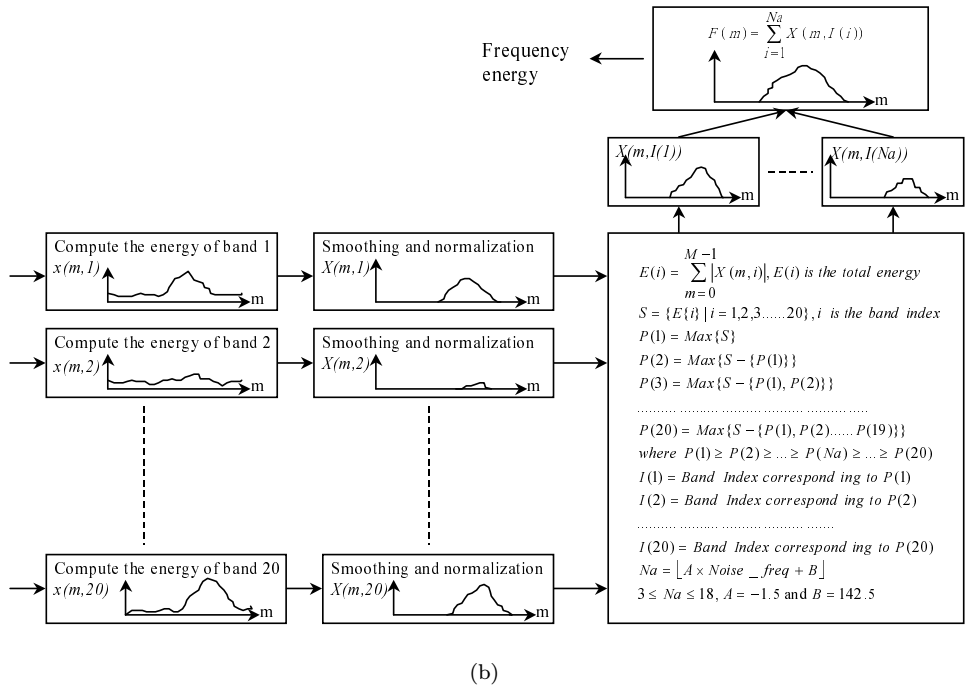 F(m) = Na∑i=1 X(m, I(i))
Frequency
energy
m
X(m,I(1))
m
X(m,I(Na))
m
Compute the energy of band 1
x(m,1)
m
Smoothing and normalization
X(m,1)
m
Compute the energy of band 2
x(m,2)
m
Smoothing and normalization
X(m,2)
m
Compute the energy of band 20
x(m,20)
m
Smoothing and normalization
X(m,20)
m
E(i) = M−1∑m=0 |X(m,i)|, E(i) is the total energy
S = {E{i} | i = 1,2,3......20}, i is the band index
P(1) = Max{S}
P(2) = Max{S − {P(1)}}
P(3) = Max{S − {P(1), P(2)}}
............................................................
P(20) = Max{S − {P(1), P(2)...... P(19)}}
where P(1) ≥ P(2) ≥ ... ≥ P(Na) ≥ ... ≥ P(20)
I(1) = Band Index correspond ing to P(1)
I(2) = Band Index correspond ing to P(2)
....................................................
I(20) = Band Index correspond ing to P(20)
Na = ⌊A × Noise _ freq + B⌋
3 ≤ Na ≤ 18, A = −1.5 and B = 142.5
(b)